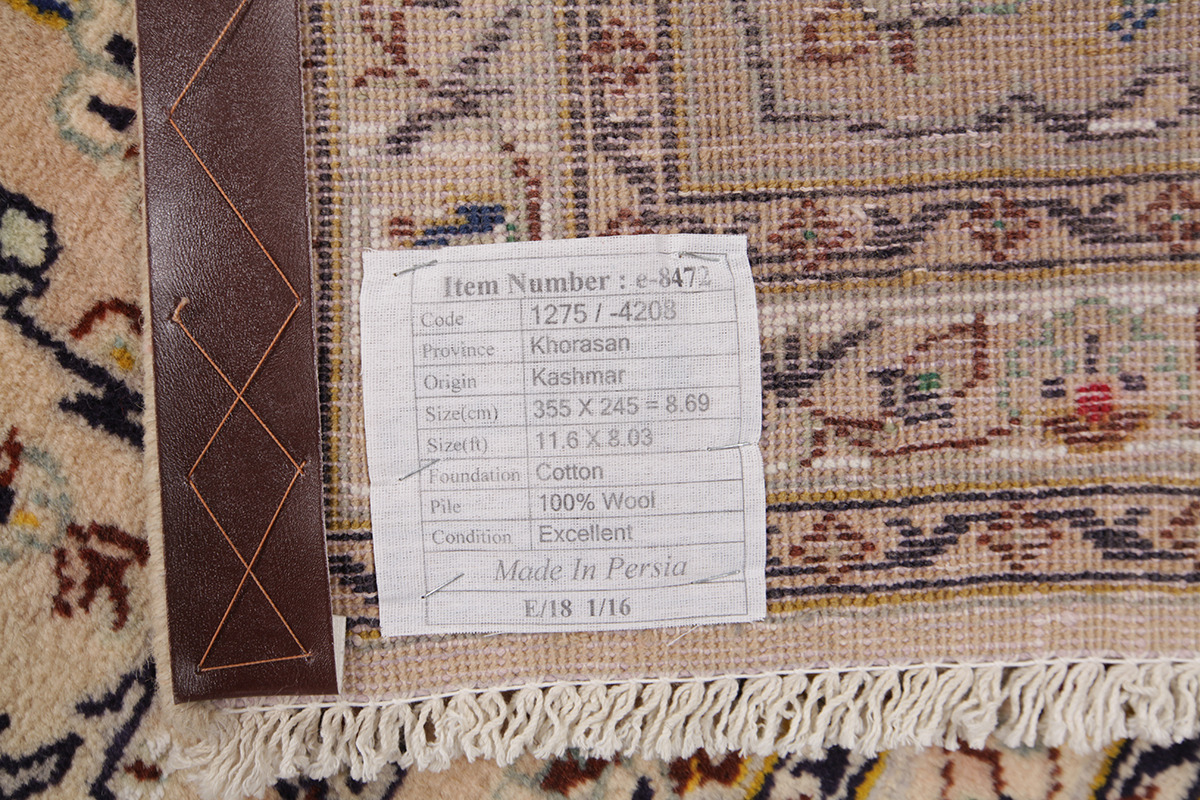 Item Number : e-8472
Code 1275 / -4208
Province Khorasan
Origin Kashmar
Size(cm) 355 X 245 = 8.69
Size(ft) 11.6 X 8.03
Foundation Cotton
Pile 100% Wool
Condition Excellent
Made In Persia
E/18 1/16